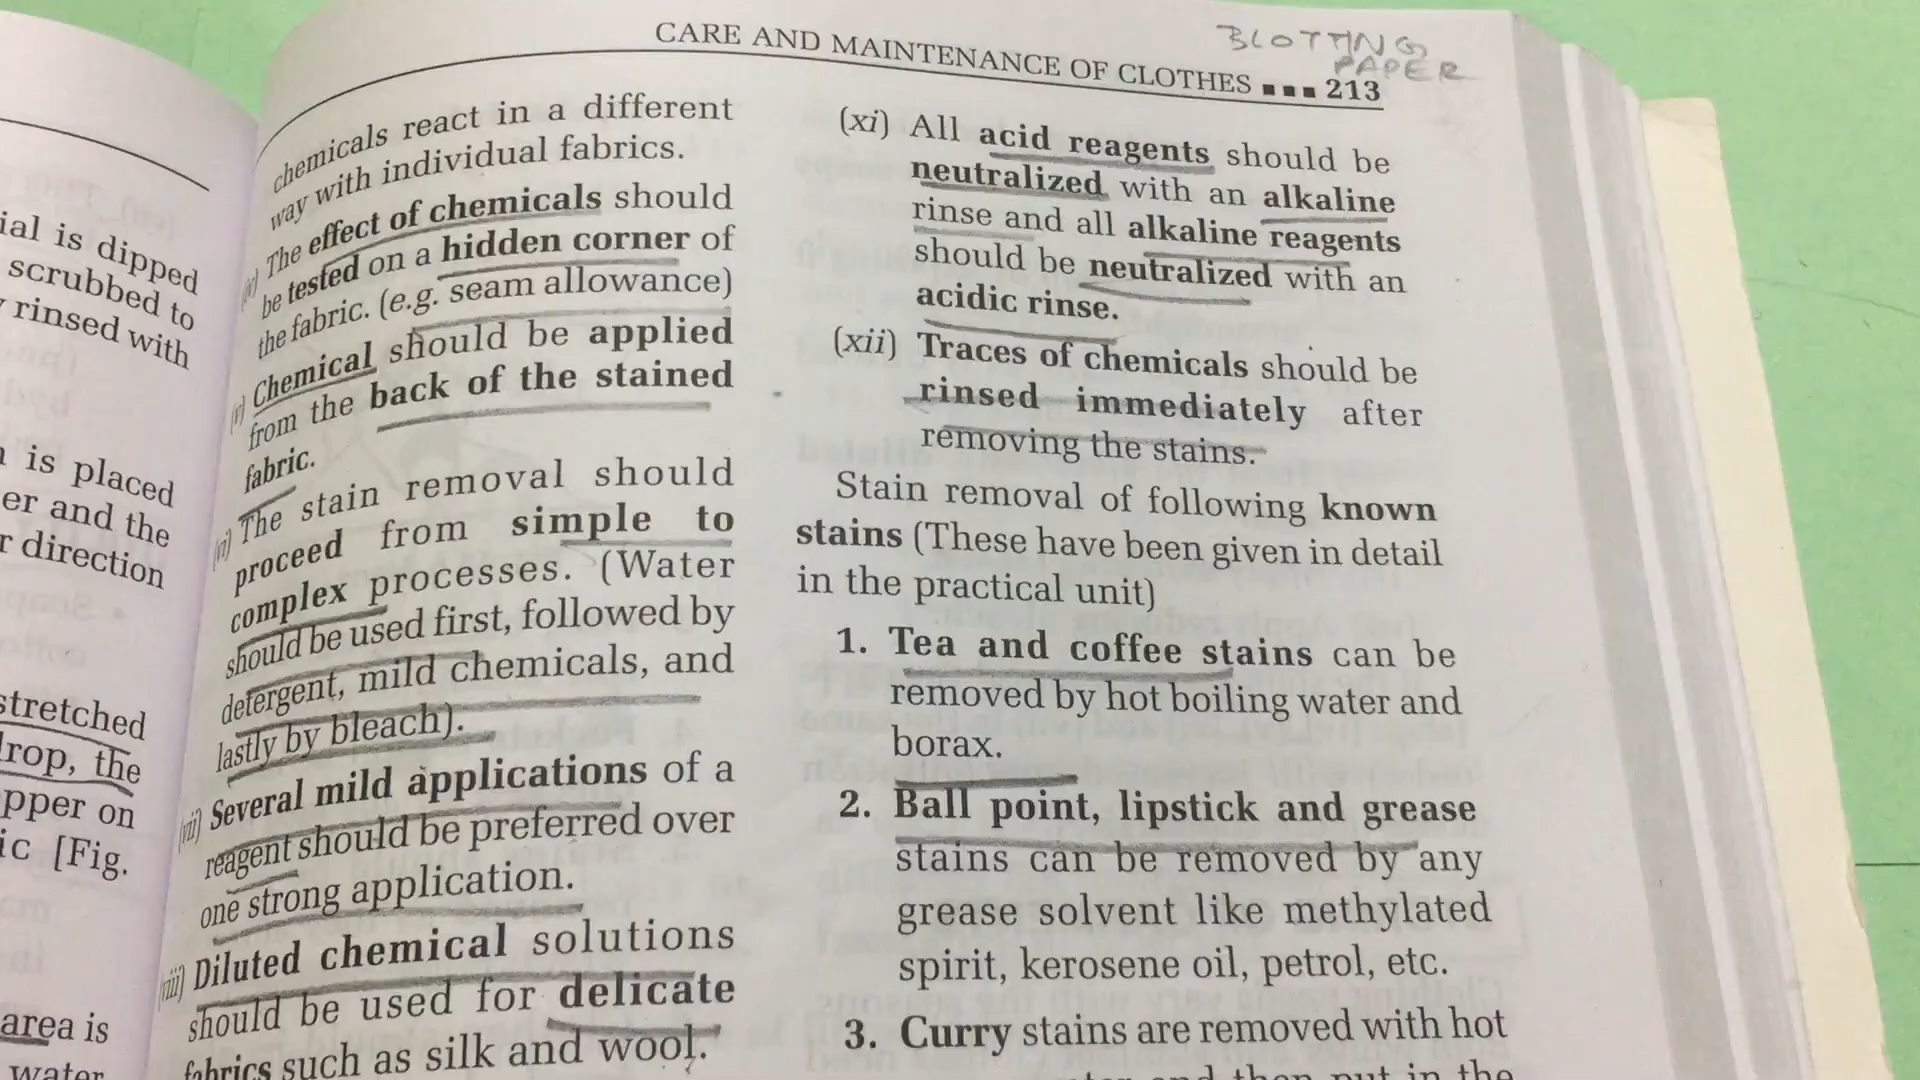 CARE AND MAINTENANCE OF CLOTHES ▪▪▪ 213
BLOTTING
PAPER
ial is dipped
scrubbed to
rinsed with
is placed
er and the
r direction
stretched
drop, the
pper on
ic [Fig.
area is
water
chemicals react in a different
way with individual fabrics.
The effect of chemicals should
be tested on a hidden corner of
the fabric. (e.g. seam allowance)
(v) Chemical should be applied
from the back of the stained
fabric.
(vi) The stain removal should
proceed from simple to
complex processes. (Water
should be used first, followed by
detergent, mild chemicals, and
lastly by bleach).
(vii) Several mild applications of a
reagent should be preferred over
one strong application.
(viii) Diluted chemical solutions
should be used for delicate
fabrics such as silk and wool.
(xi) All acid reagents should be
neutralized with an alkaline
rinse and all alkaline reagents
should be neutralized with an
acidic rinse.
(xii) Traces of chemicals should be
rinsed immediately after
removing the stains.
Stain removal of following known
stains (These have been given in detail
in the practical unit)
1. Tea and coffee stains can be
removed by hot boiling water and
borax.
2. Ball point, lipstick and grease
stains can be removed by any
grease solvent like methylated
spirit, kerosene oil, petrol, etc.
3. Curry stains are removed with hot
and then put in the